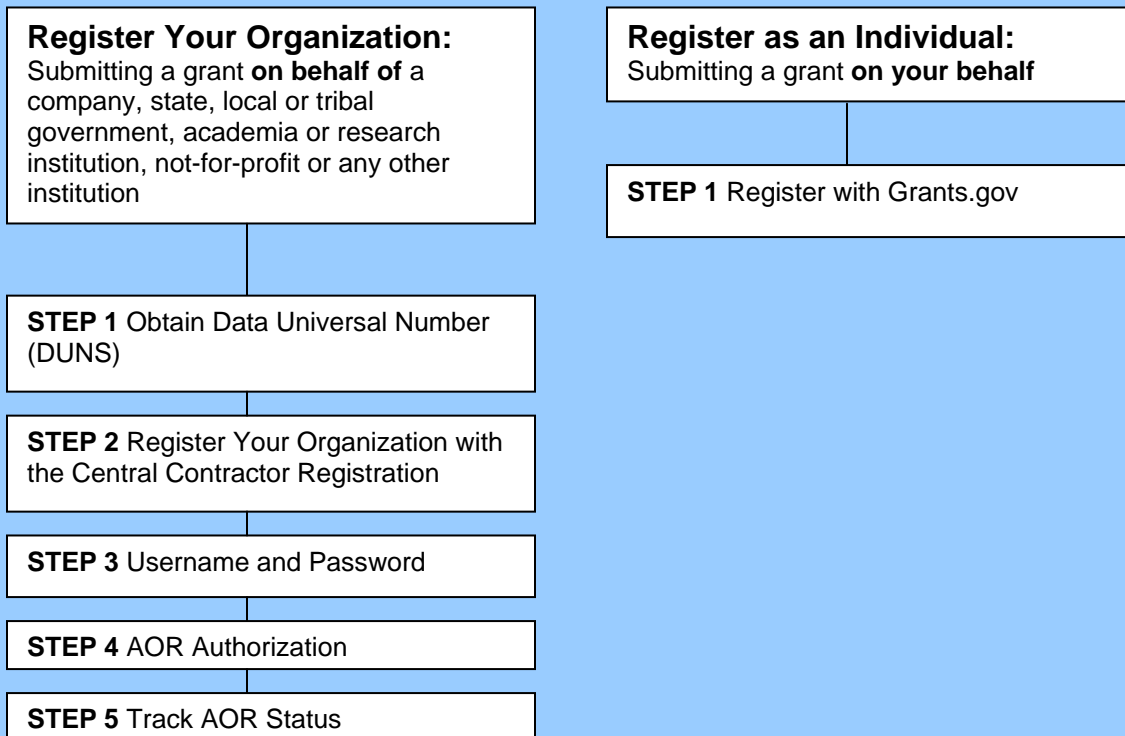 Register Your Organization:
Submitting a grant on behalf of a
company, state, local or tribal
government, academia or research
institution, not-for-profit or any other
institution
STEP 1 Obtain Data Universal Number
(DUNS)
STEP 2 Register Your Organization with
the Central Contractor Registration
STEP 3 Username and Password
STEP 4 AOR Authorization
STEP 5 Track AOR Status
Register as an Individual:
Submitting a grant on your behalf
STEP 1 Register with Grants.gov